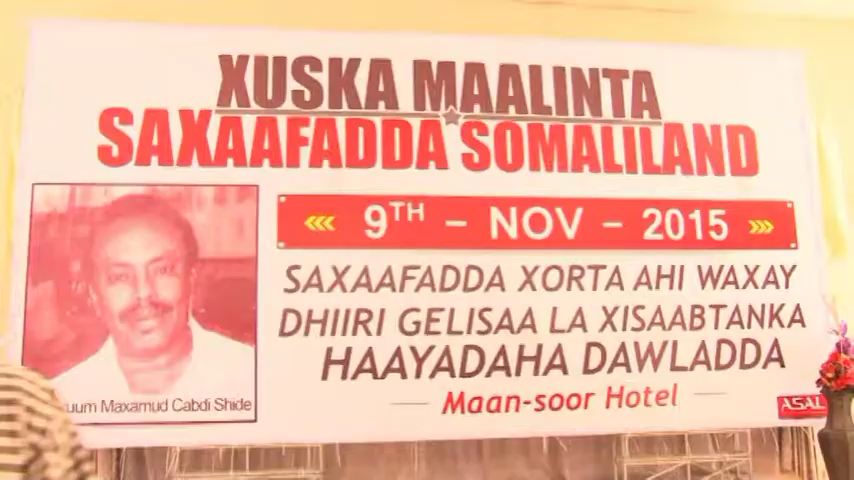 XUSKA MAALINTA
SAXAAFADDA SOMALILAND
9TH - NOV - 2015
SAXAAFADDA XORTA AHI WAXAY
DHIIRI GELISAA LA XISAABTANKA
HAAYADAHA DAWLADDA
Maan-soor Hotel
Maxamud Cabdi Shide
ASAL